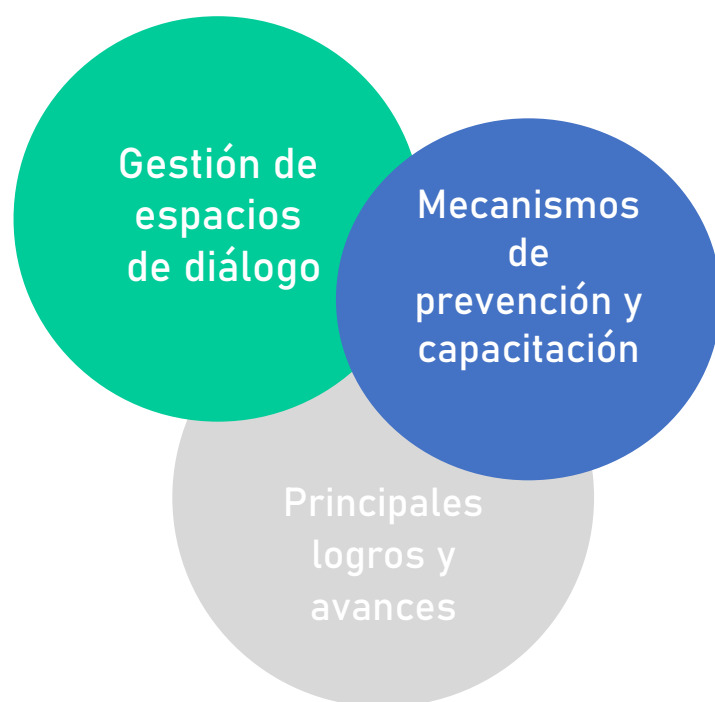 Gestión de
espacios
de diálogo
Mecanismos
de
prevención y
capacitación
Principales
logros y
avances